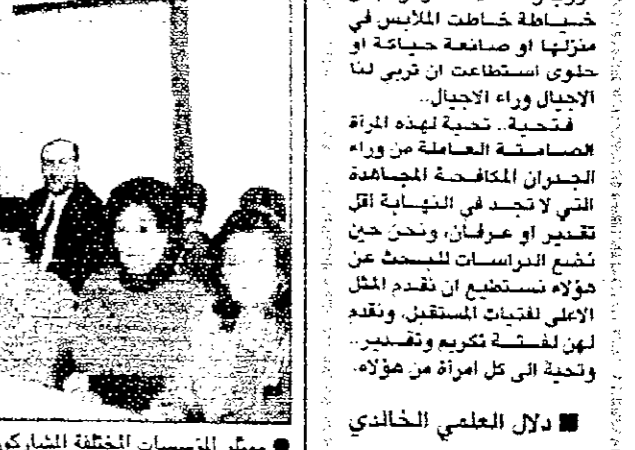 خياطة خاطت الملابس في
منزلها او صانعة حياكة او
حلوى استطاعت ان تربي لنا
الاجيال وراء الاجيال..
فتحية.. تحية لهذه المرأة
الصامتة العاملة من وراء
الجدران المكافحة المجاهدة
التي لا تجد في النهاية اقل
تقدير او عرفان، ونحن حين
نضع الدراسات للبحث عن
هؤلاء نستطيع ان نقدم المثل
الاعلى لفتيات المستقبل، ونقدم
لهن لفتة تكريم وتقدير..
وتحية الى كل امرأة من هؤلاء.
دلال العلمي الخالدي
ممثلو المؤسسات المختلفة المشاركون